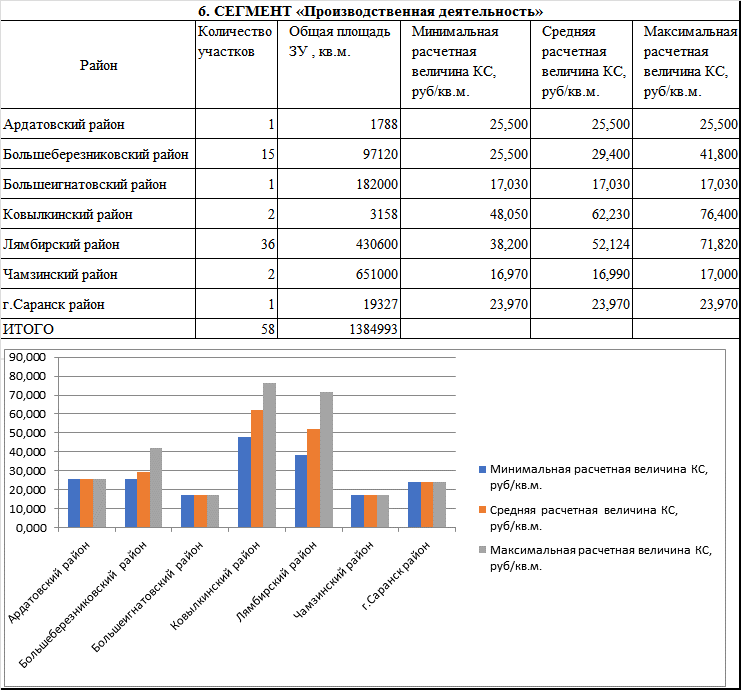 6. СЕГМЕНТ «Производственная деятельность»
Район
Количество
участков
Общая площадь
ЗУ , кв.м.
Минимальная
расчетная
величина КС,
руб/кв.м.
Средняя
расчетная
величина КС,
руб/кв.м.
Максимальная
расчетная
величина КС,
руб/кв.м.
Ардатовский район 1 1788 25,500 25,500 25,500
Большеберезниковский район 15 97120 25,500 29,400 41,800
Большеигнатовский район 1 182000 17,030 17,030 17,030
Ковылкинский район 2 3158 48,050 62,230 76,400
Лямбирский район 36 430600 38,200 52,124 71,820
Чамзинский район 2 651000 16,970 16,990 17,000
г.Саранск район 1 19327 23,970 23,970 23,970
ИТОГО 58 1384993
90,000
80,000
70,000
60,000
50,000
40,000
30,000
20,000
10,000
0,000
Ардатовский район
Большеберезниковский район
Большеигнатовский район
Ковылкинский район
Лямбирский район
Чамзинский район
г.Саранск район
Минимальная расчетная величина КС,
руб/кв.м.
Средняя расчетная величина КС,
руб/кв.м.
Максимальная расчетная величина КС,
руб/кв.м.